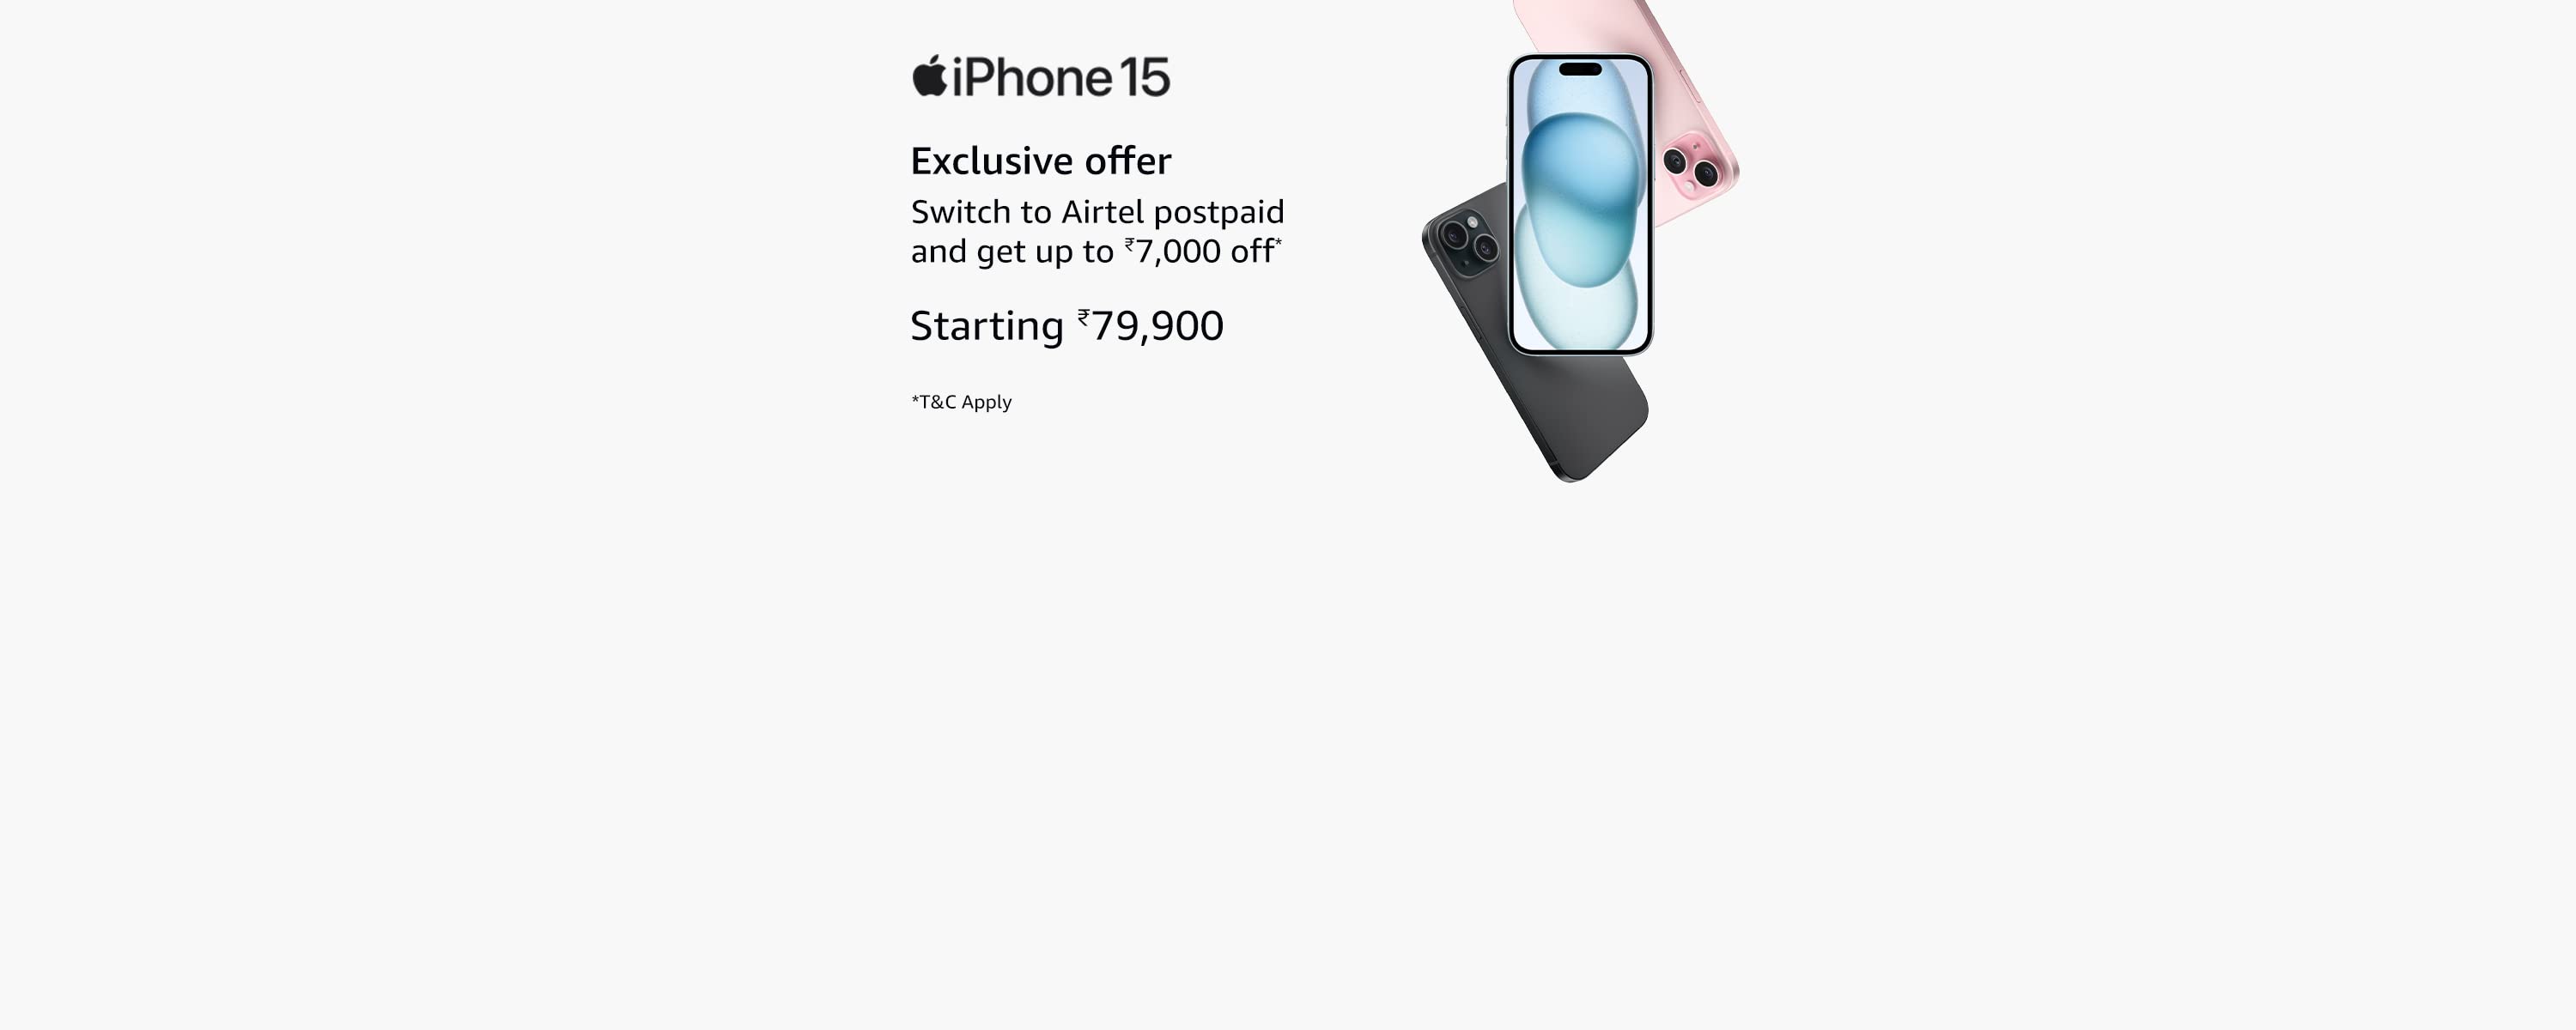 iPhone 15
Exclusive offer
Switch to Airtel postpaid
and get up to ₹7,000 off*
Starting ₹79,900
*T&C Apply